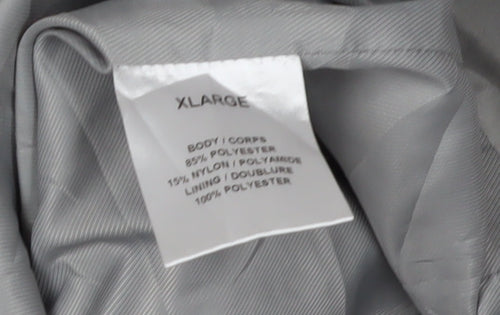 XLARGE
BODY / CORPS
85% POLYESTER
15% NYLON / POLYAMIDE
LINING / DOUBLURE
100% POLYESTER